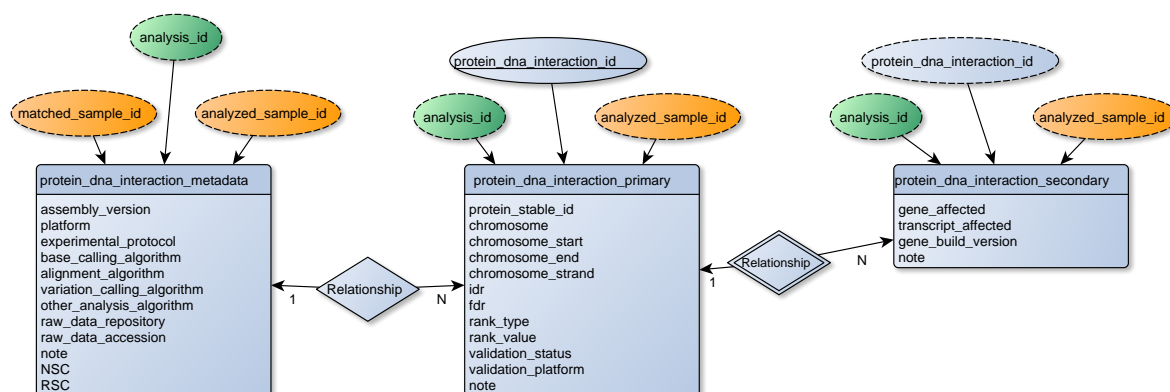 analysis_id
matched_sample_id
analyzed_sample_id
protein_dna_interaction_metadata
assembly_version
platform
experimental_protocol
base_calling_algorithm
alignment_algorithm
variation_calling_algorithm
other_analysis_algorithm
raw_data_repository
raw_data_accession
note
NSC
RSC
1
Relationship
N
protein_dna_interaction_id
analysis_id
analyzed_sample_id
protein_dna_interaction_primary
protein_stable_id
chromosome
chromosome_start
chromosome_end
chromosome_strand
idr
fdr
rank_type
rank_value
validation_status
validation_platform
note
1
Relationship
N
protein_dna_interaction_id
analysis_id
analyzed_sample_id
protein_dna_interaction_secondary
gene_affected
transcript_affected
gene_build_version
note